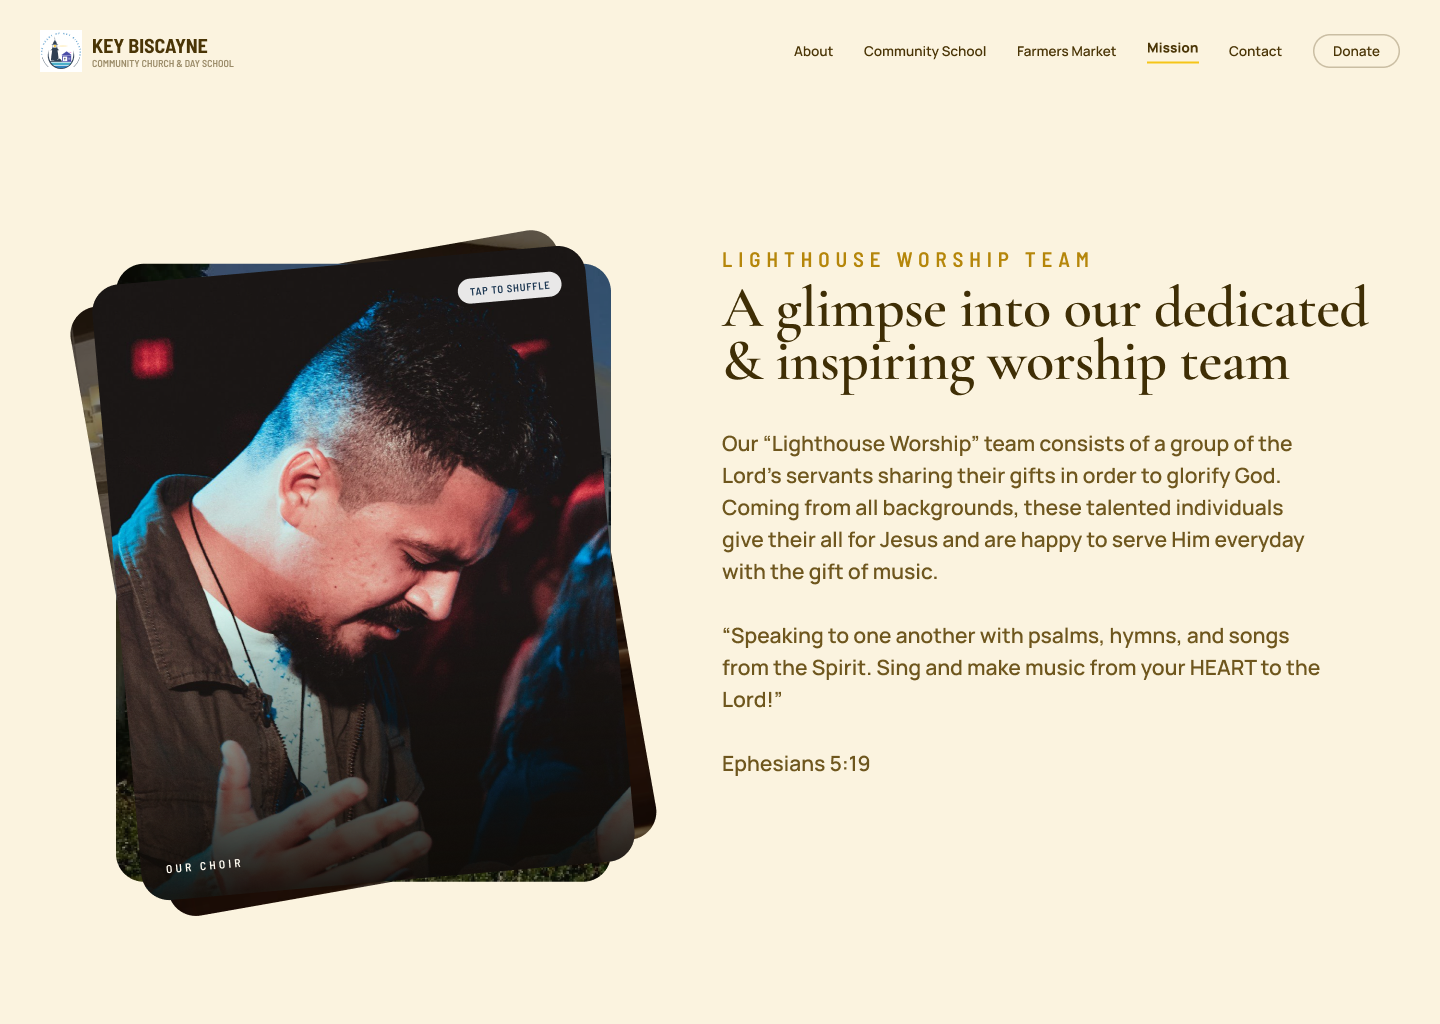 KEY BISCAYNE
COMMUNITY CHURCH & DAY SCHOOL
About
Community School
Farmers Market
Mission
Contact
Donate
TAP TO SHUFFLE
OUR CHOIR
LIGHTHOUSE WORSHIP TEAM
A glimpse into our dedicated
& inspiring worship team
Our “Lighthouse Worship” team consists of a group of the
Lord’s servants sharing their gifts in order to glorify God.
Coming from all backgrounds, these talented individuals
give their all for Jesus and are happy to serve Him everyday
with the gift of music.
“Speaking to one another with psalms, hymns, and songs
from the Spirit. Sing and make music from your HEART to the
Lord!”
Ephesians 5:19